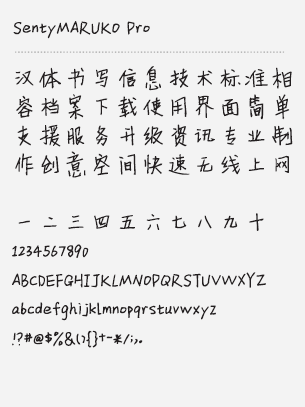 SentyMARUKO Pro
汉体书写信息技术标准相
容档案下载使用界面简单
支援服务升级资讯专业制
作创意空间快速无线上网
一二三四五六七八九十
1234567890
ABCDEFGHIJKLMNOPQRSTUVWXYZ
abcdefghijklmnopqrstuvwxyz
!?#@$%&(){}+-*/;,.